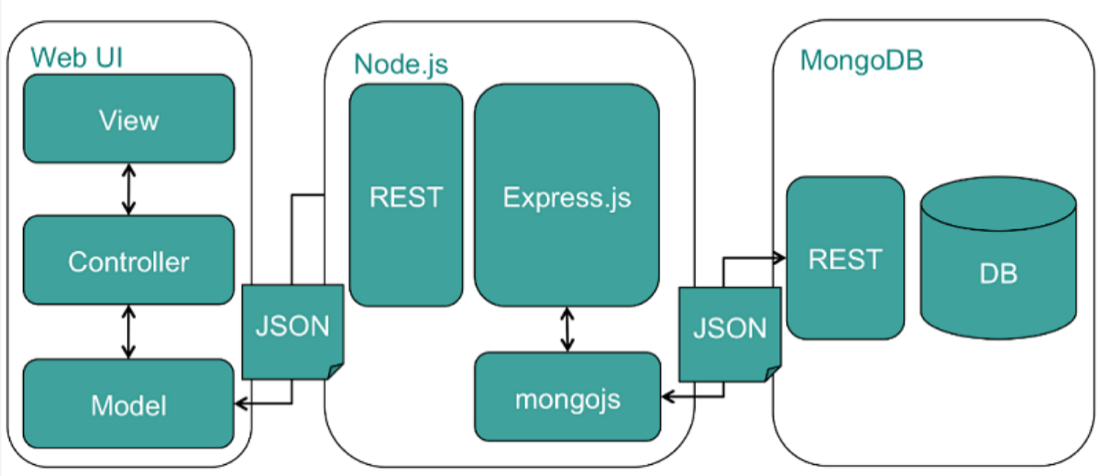 Web UI
View
Controller
Model
JSON
Node.js
REST
Express.js
mongojs
JSON
MongoDB
REST
DB